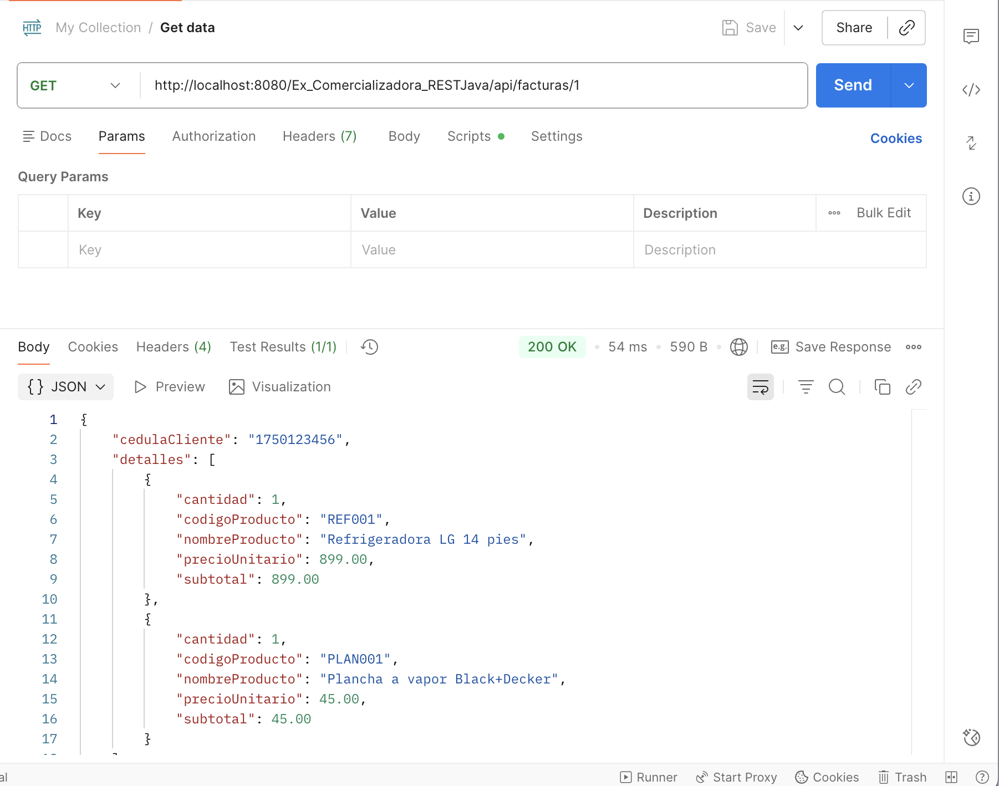 HTTP My Collection / Get data Save Share
GET http://localhost:8080/Ex_Comercializadora_RESTJava/api/facturas/1 Send
Docs Params Authorization Headers (7) Body Scripts Settings Cookies
Query Params
Key Value Description Bulk Edit
Key Value Description
Body Cookies Headers (4) Test Results (1/1) 200 OK 54 ms 590 B e.g. Save Response
{ } JSON Preview Visualization
1 {
2 "cedulaCliente": "1750123456",
3 "detalles": [
4 {
5 "cantidad": 1,
6 "codigoProducto": "REF001",
7 "nombreProducto": "Refrigeradora LG 14 pies",
8 "precioUnitario": 899.00,
9 "subtotal": 899.00
10 },
11 {
12 "cantidad": 1,
13 "codigoProducto": "PLAN001",
14 "nombreProducto": "Plancha a vapor Black+Decker",
15 "precioUnitario": 45.00,
16 "subtotal": 45.00
17 }
Runner Start Proxy Cookies Trash